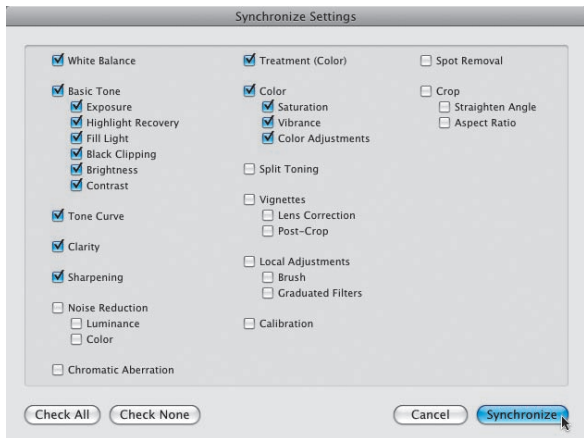 Synchronize Settings
White Balance
Basic Tone
Exposure
Highlight Recovery
Fill Light
Black Clipping
Brightness
Contrast
Tone Curve
Clarity
Sharpening
Noise Reduction
Luminance
Color
Chromatic Aberration
Treatment (Color)
Color
Saturation
Vibrance
Color Adjustments
Split Toning
Vignettes
Lens Correction
Post-Crop
Local Adjustments
Brush
Graduated Filters
Calibration
Spot Removal
Crop
Straighten Angle
Aspect Ratio
Check All
Check None
Cancel
Synchronize